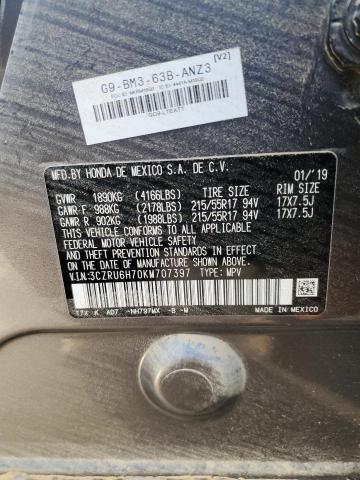 [V2]
G9-BM3-63B-ANZ3
GD9-LTEATT
MFD.BY HONDA DE MEXICO S.A. DE C.V. 01/'19
GVWR 1890KG (4166LBS) TIRE SIZE RIM SIZE
GAWR F 988KG (2178LBS) 215/55R17 94V 17X7.5J
GAWR R 902KG (1988LBS) 215/55R17 94V 17X7.5J
THIS VEHICLE CONFORMS TO ALL APPLICABLE
FEDERAL MOTOR VEHICLE SAFETY AND THEFT PREVENTION
STANDARDS IN EFFECT ON THE DATE OF MANUFACTURE SHOWN ABOVE.
V.I.N:3CZRU6H70KM707397 TYPE: MPV
T7X K AD7 -NH797MX -B -M
MADE IN MEXICO